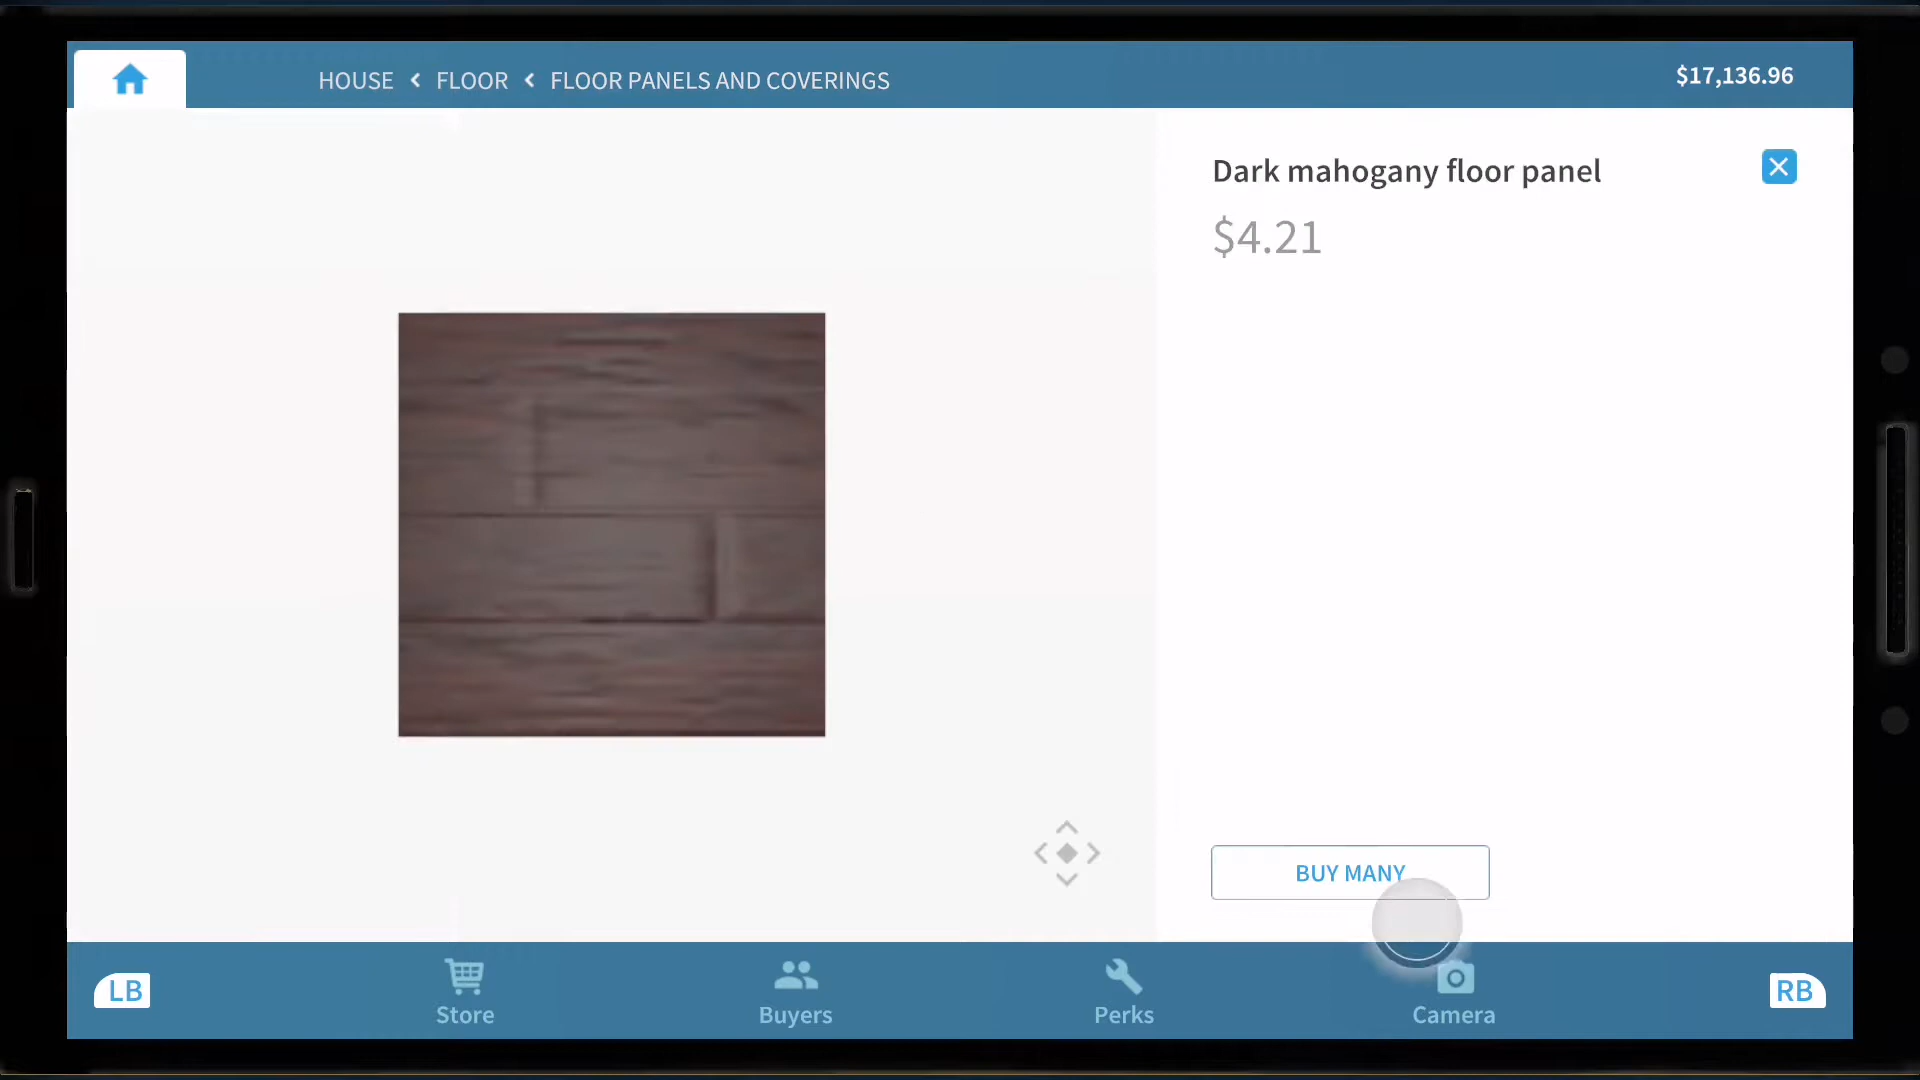 HOUSE < FLOOR < FLOOR PANELS AND COVERINGS
$17,136.96
Dark mahogany floor panel
$4.21
BUY MANY
LB
Store
Buyers
Perks
Camera
RB